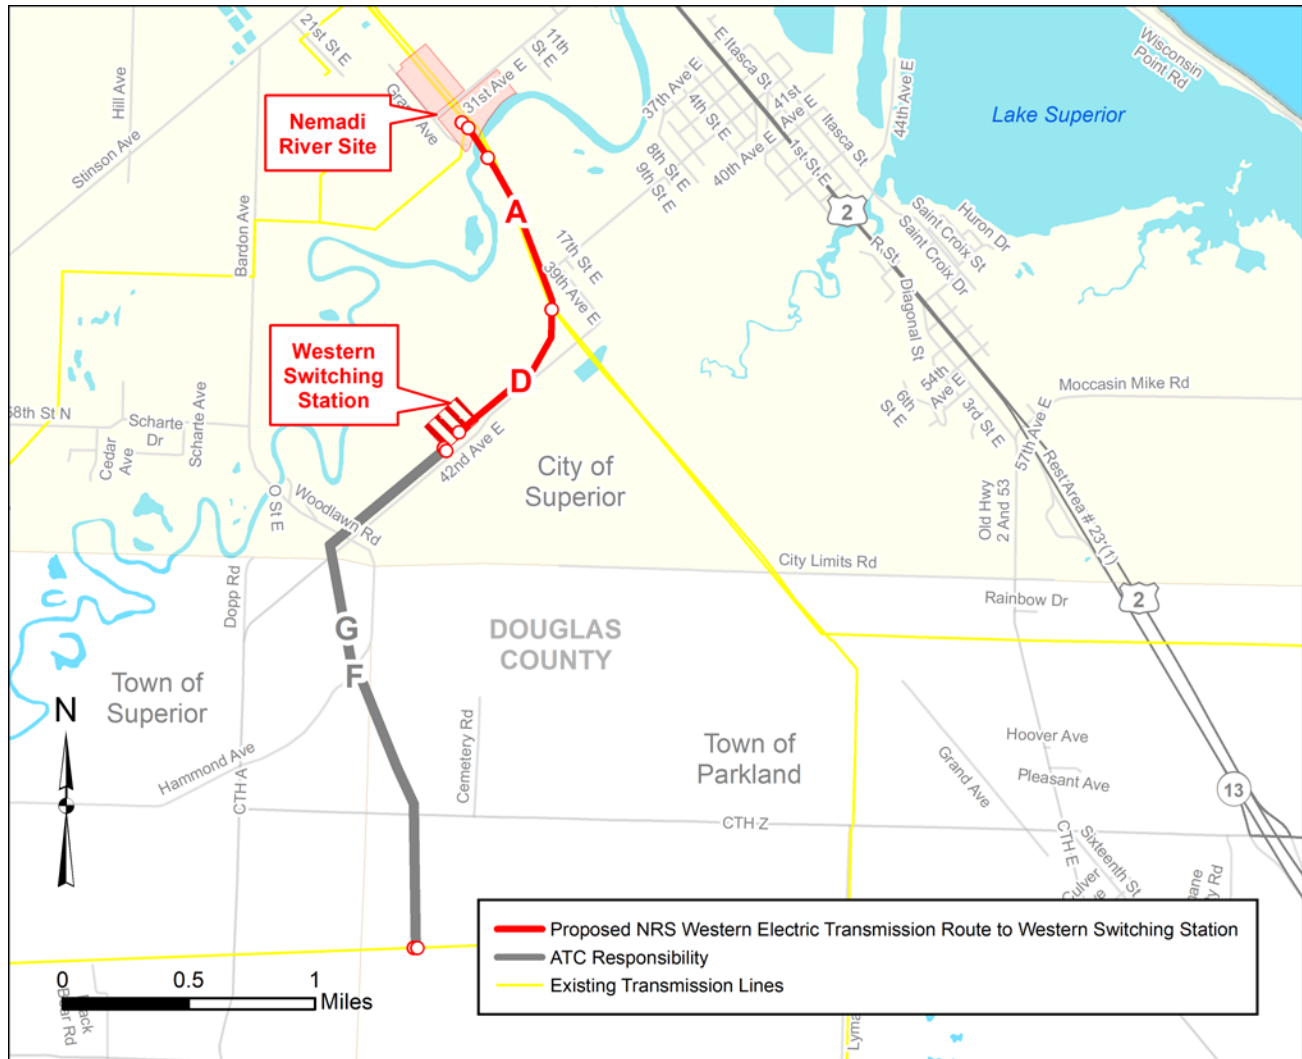 21st St E
11th
St E
Hill Ave
Grand Ave
31st Ave E
Nemadi
River Site
Stinson Ave
37th Ave E
E Itasca St
4th St E
41st
Ave E
Itasca St
44th Ave E
Wisconsin
Point Rd
Lake Superior
8th St E
9th St E
40th Ave E
1st St E
2
A
Bardon Ave
17th St E
39th Ave E
R St
Saint Croix St
Huron Dr
Saint Croix Dr
Diagonal St
Western
Switching
Station
D
54th
Ave E
6th
St E
3rd St E
Moccasin Mike Rd
58th St N
Scharte
Dr
Scharte Ave
Cedar
Ave
42nd Ave E
City of
Superior
57th Ave E
Rest Area # 23 (1)
Old Hwy
2 And 53
O St E
Woodlawn Rd
City Limits Rd
Dopp Rd
Rainbow Dr
2
G
F
DOUGLAS
COUNTY
Town of
Superior
N
Hammond Ave
CTH A
Cemetery Rd
Town of
Parkland
Grand Ave
Hoover Ave
Pleasant Ave
13
CTH Z
CTH E
Sixteenth St
Culver
Proposed NRS Western Electric Transmission Route to Western Switching Station
ATC Responsibility
Existing Transmission Lines
0 0.5 1
Miles